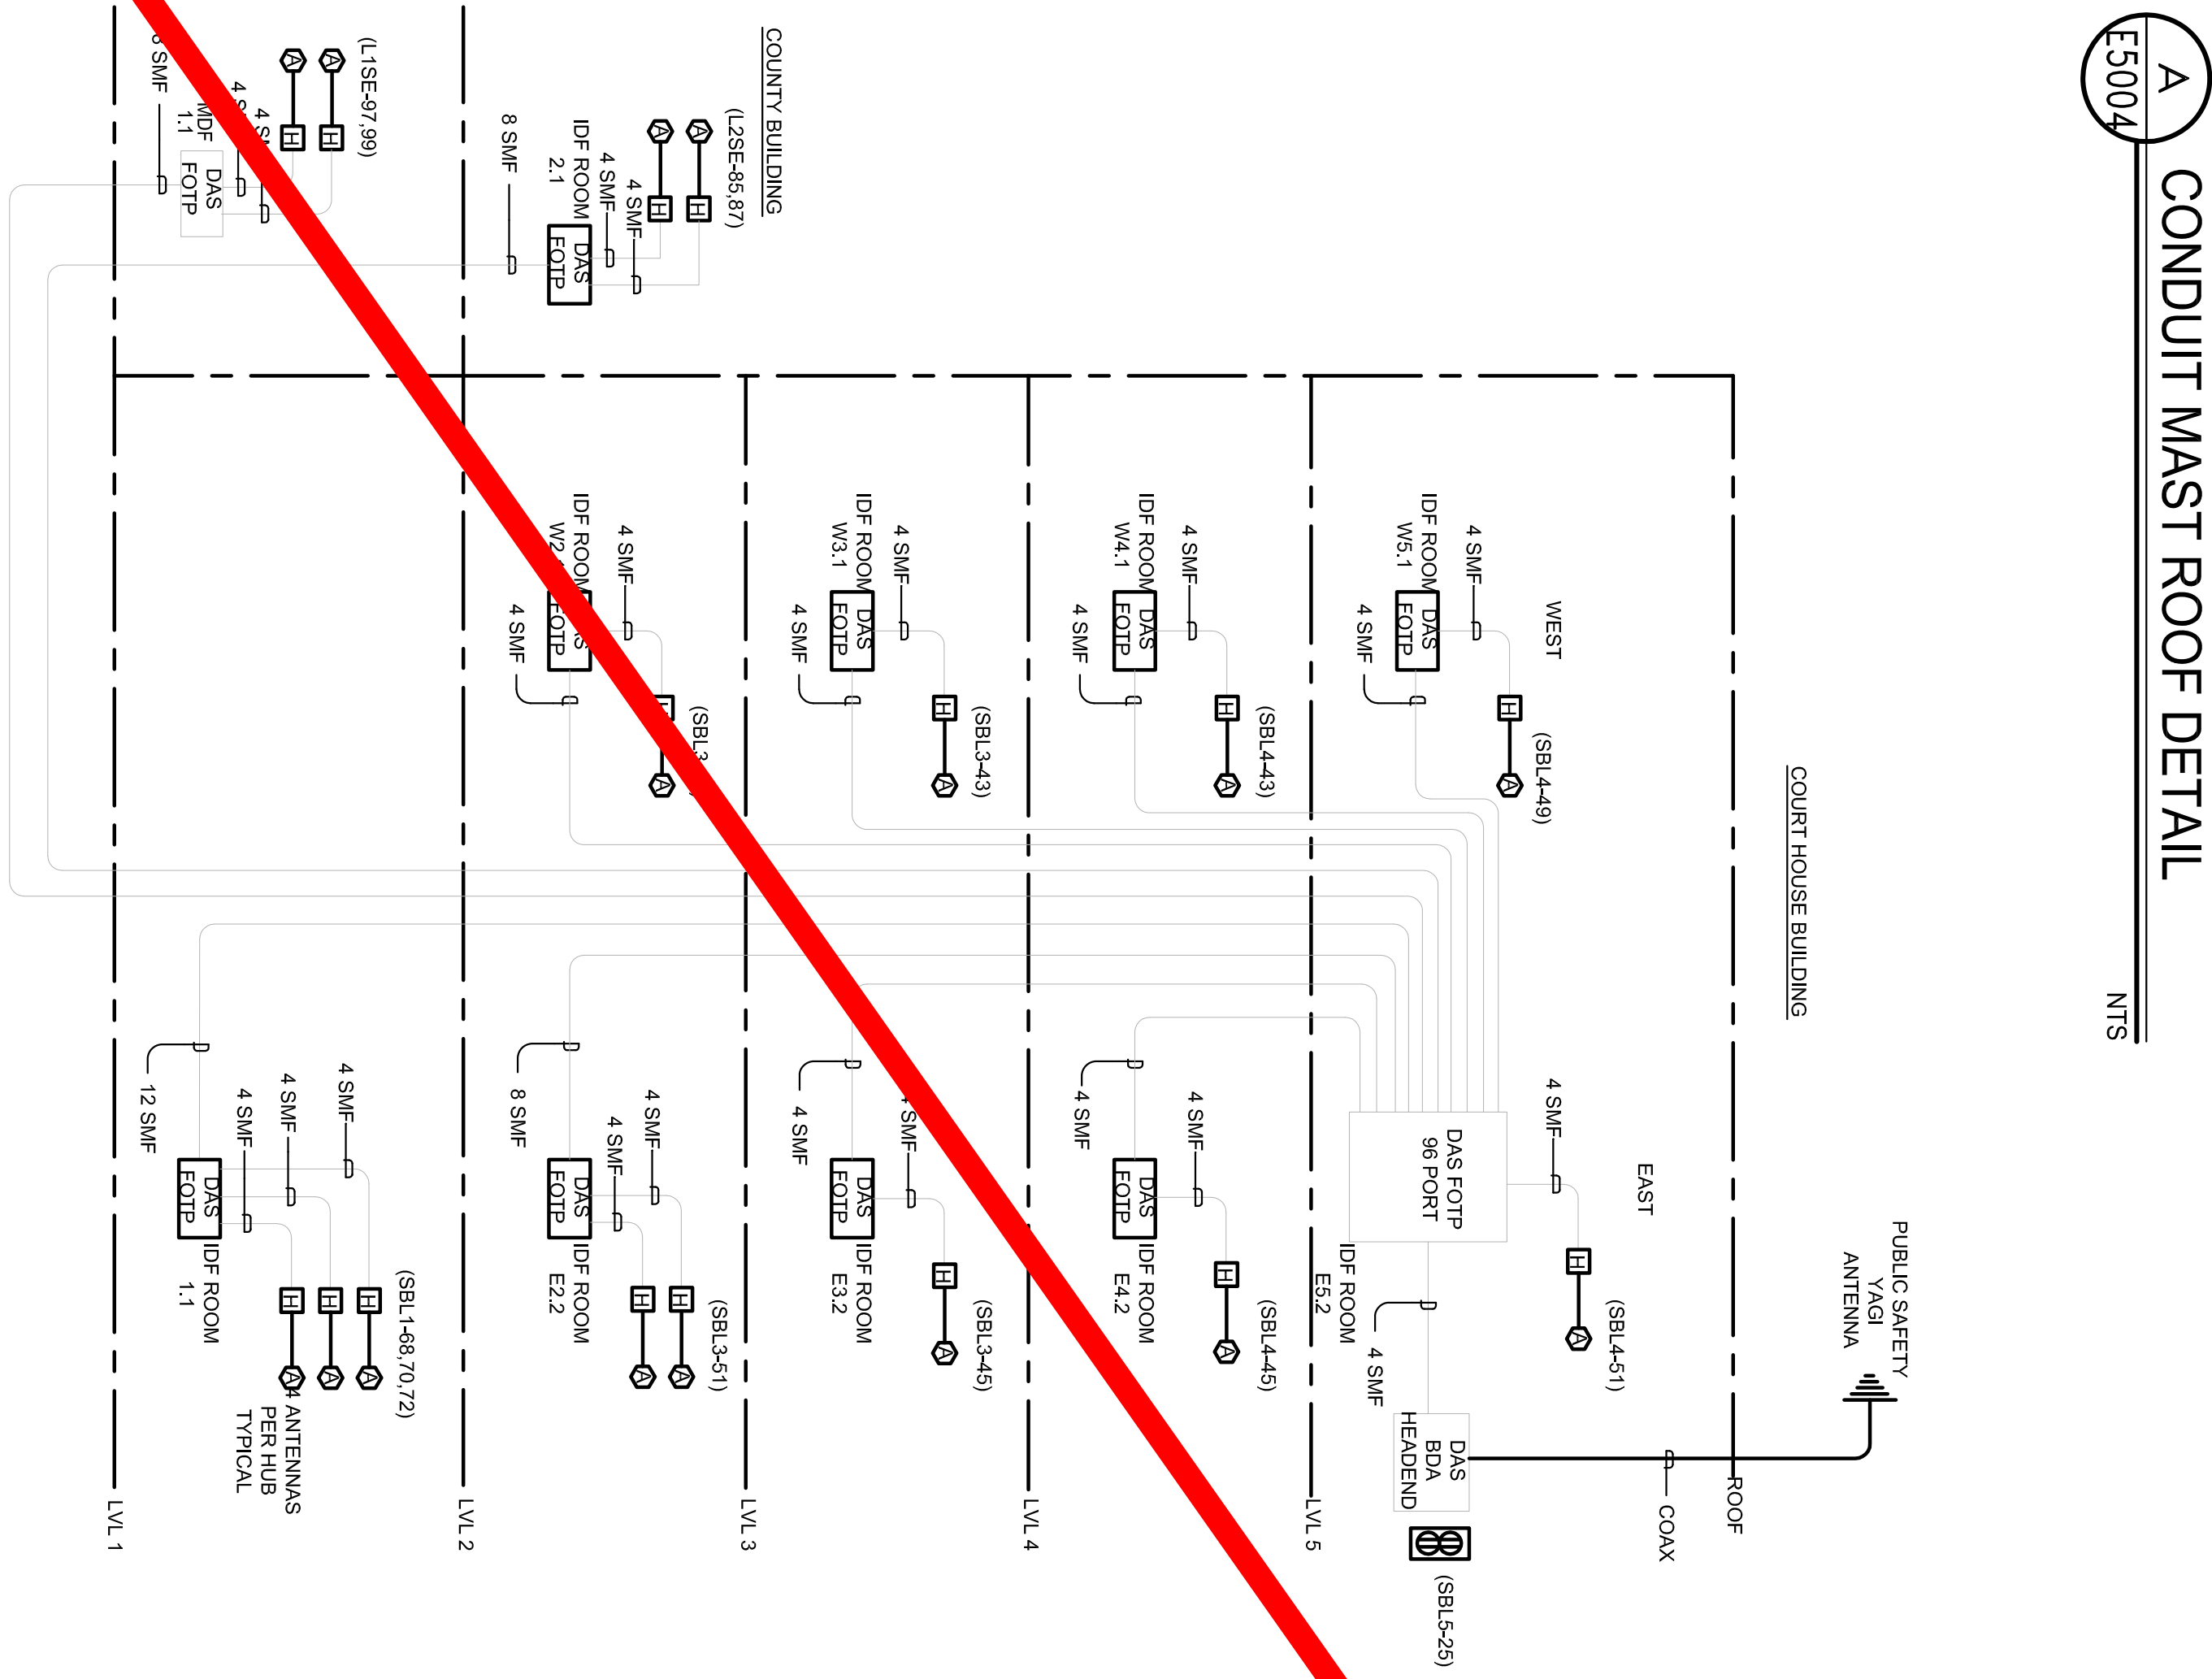 A
E5004
CONDUIT MAST ROOF DETAIL
NTS
PUBLIC SAFETY
YAGI
ANTENNA
COURT HOUSE BUILDING
ROOF
COAX
WEST
EAST
(SBL4-49)
4 SMF
IDF ROOM
W5.1
DAS
FOTP
4 SMF
(SBL4-51)
4 SMF
DAS FOTP
96 PORT
IDF ROOM
E5.2
4 SMF
DAS
BDA
HEADEND
(SBL5-25)
H
A
H
A
LVL 5
(SBL4-43)
4 SMF
IDF ROOM
W4.1
DAS
FOTP
4 SMF
H
A
(SBL4-45)
4 SMF
4 SMF
DAS
FOTP
IDF ROOM
E4.2
H
A
LVL 4
(SBL3-43)
4 SMF
IDF ROOM
W3.1
DAS
FOTP
4 SMF
H
A
(SBL3-45)
SMF
4 SMF
DAS
FOTP
IDF ROOM
E3.2
H
A
LVL 3
COUNTY BUILDING
(L2SE-85,87)
A
H
A
H
4 SMF
4 SMF
IDF ROOM
2.1
DAS
FOTP
8 SMF
4 SMF
IDF ROOM
FOTP
4 SMF
A
(SBL3-51)
4 SMF
4 SMF
8 SMF
DAS
FOTP
IDF ROOM
E2.2
H
A
H
A
LVL 2
(L1SE-97,99)
A
H
A
H
MDF
1.1
DAS
FOTP
8 SMF
(SBL1-68,70,72)
4 SMF
4 SMF
4 SMF
12 SMF
DAS
FOTP
IDF ROOM
1.1
H
A
H
A
H
A
4 ANTENNAS
PER HUB
TYPICAL
LVL 1